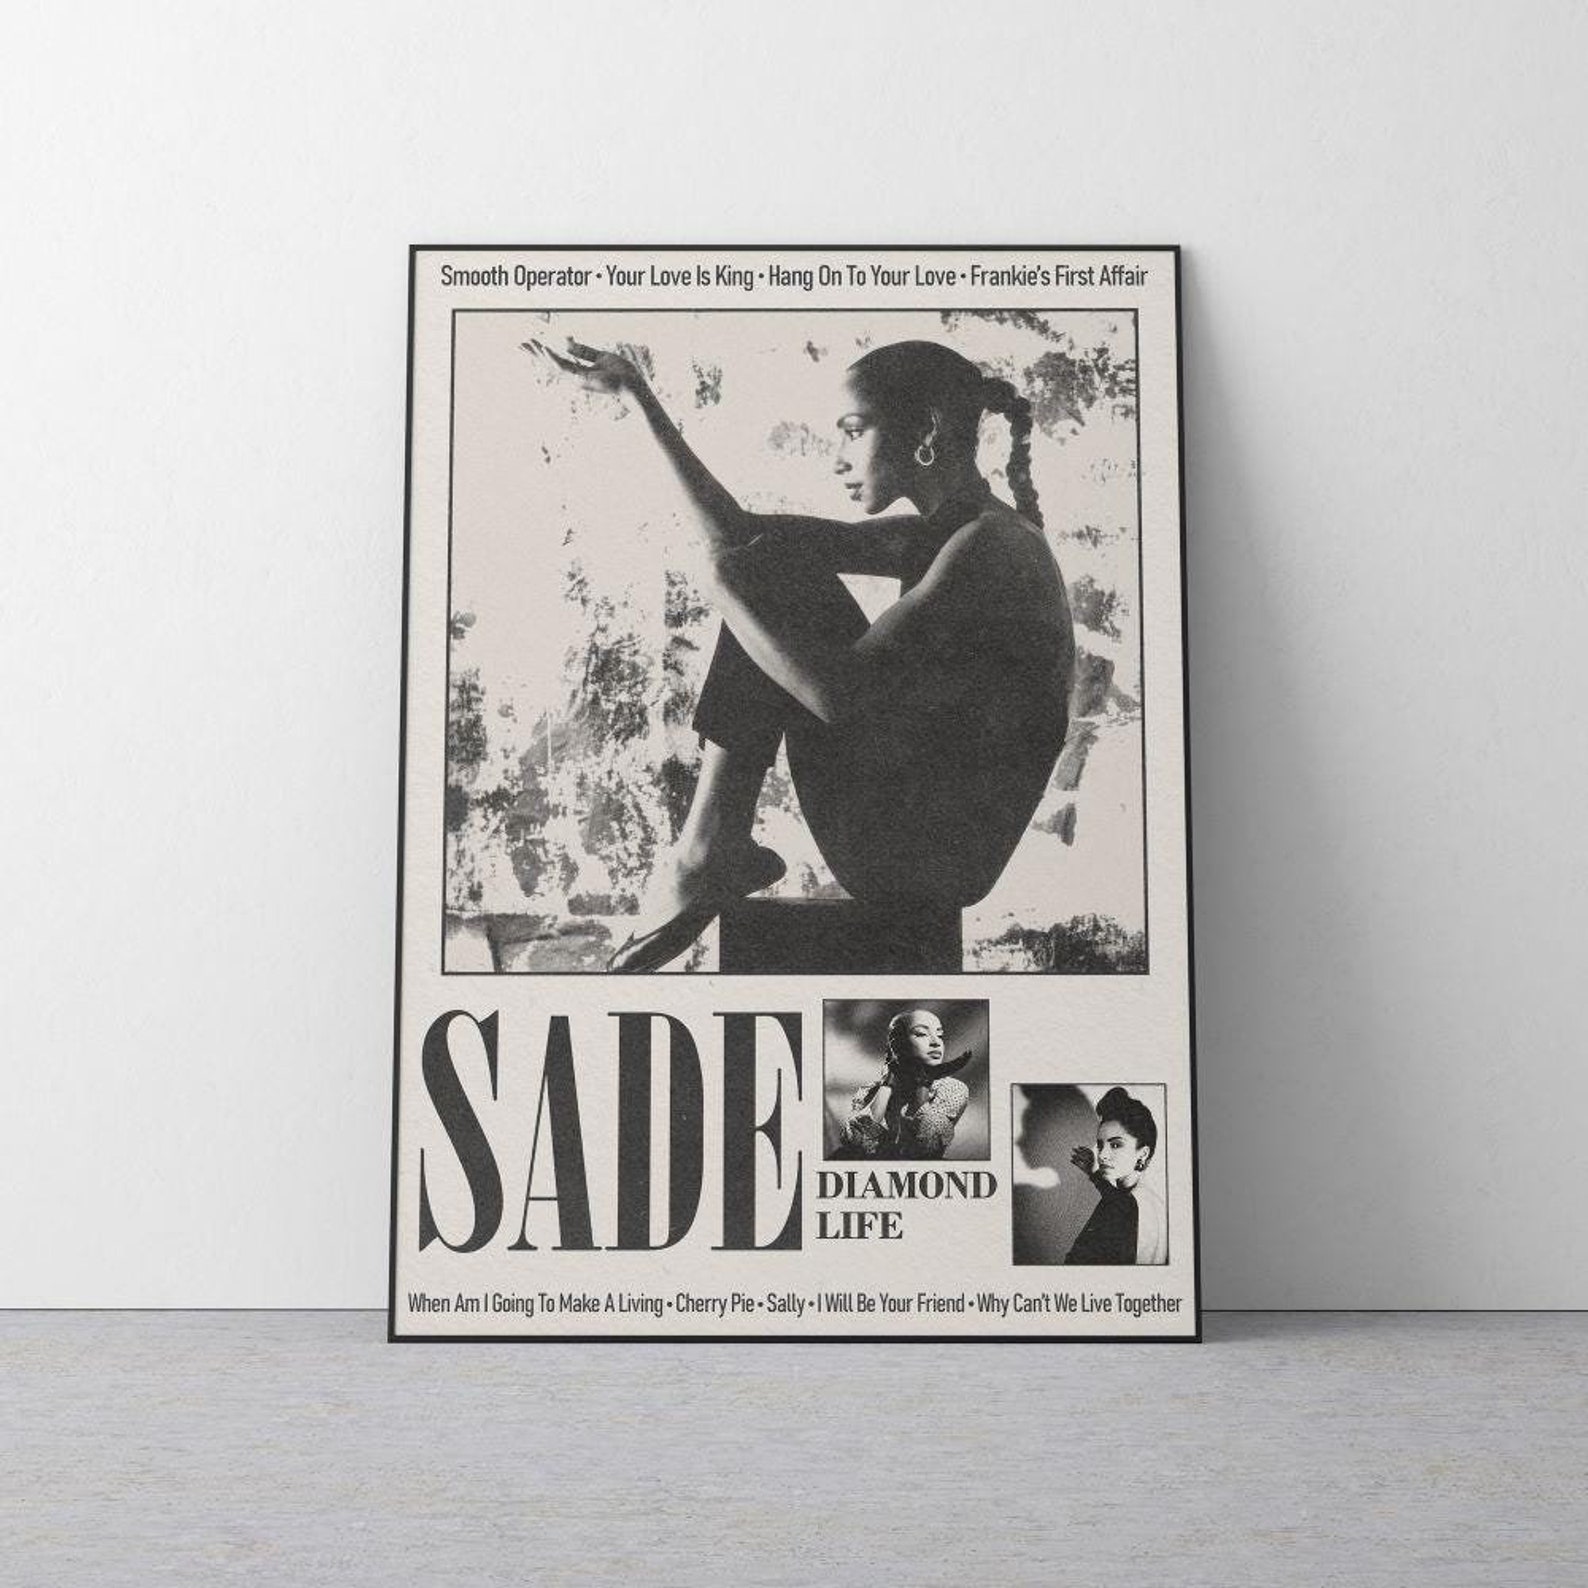 Smooth Operator • Your Love Is King • Hang On To Your Love • Frankie's First Affair
SADE
DIAMOND
LIFE
When Am I Going To Make A Living • Cherry Pie • Sally • I Will Be Your Friend • Why Can't We Live Together